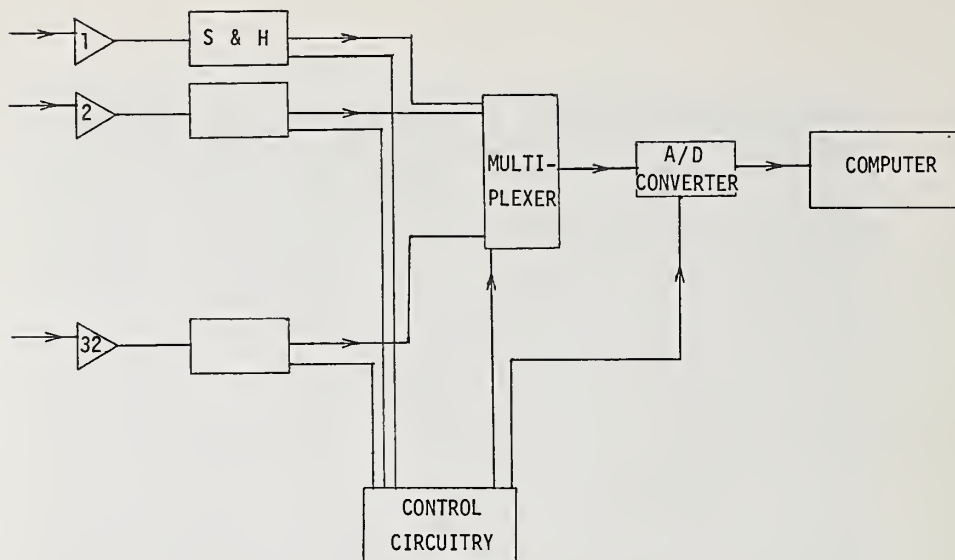 1
S & H
2
MULTI-
PLEXER
A/D
CONVERTER
COMPUTER
32
CONTROL
CIRCUITRY